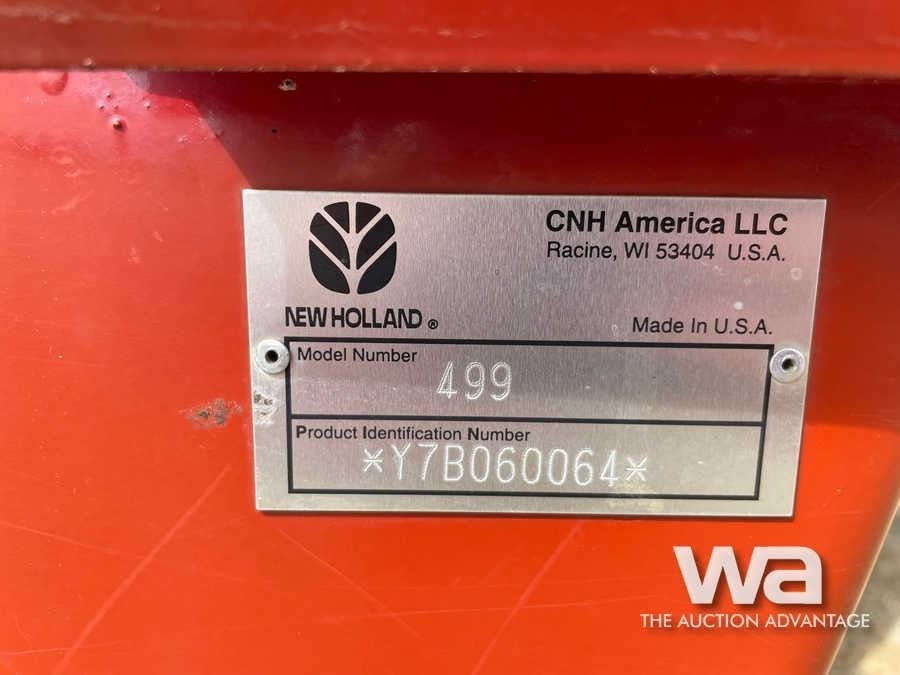 CNH America LLC
Racine, WI 53404 U.S.A.
NEW HOLLAND ®
Made In U.S.A.
Model Number
499
Product Identification Number
*Y7B060064*
wa
THE AUCTION ADVANTAGE